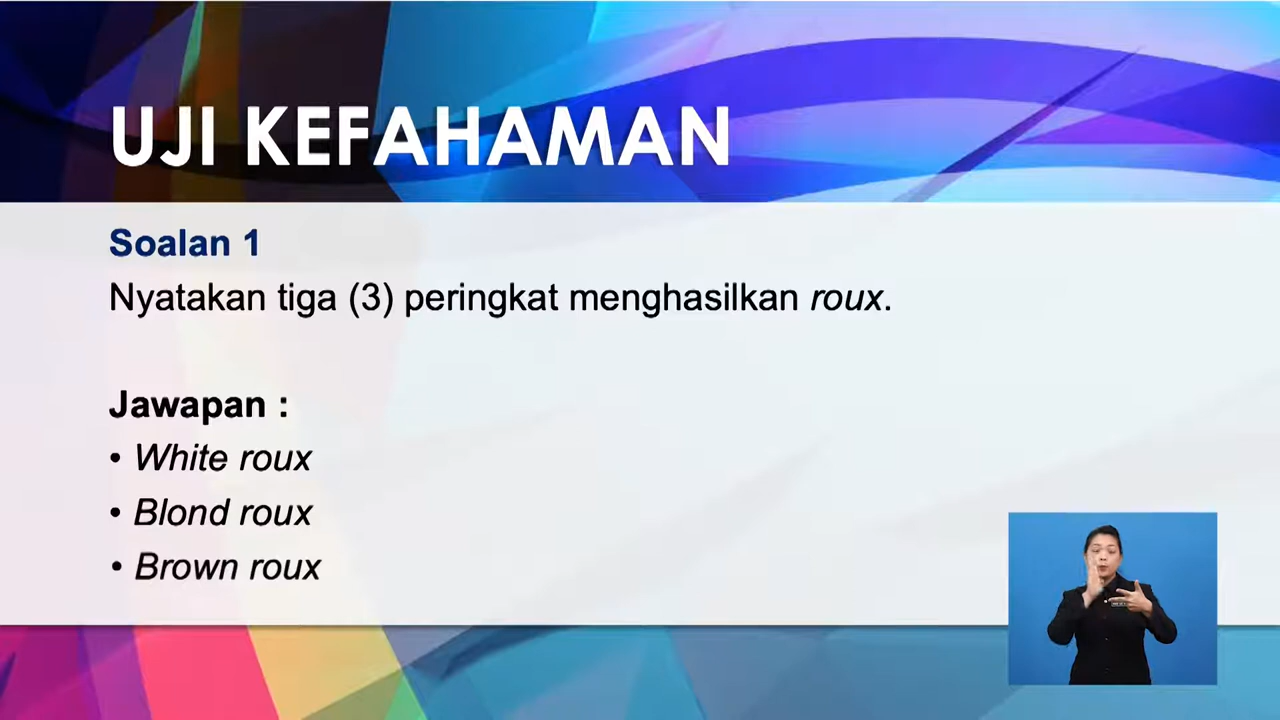 UJI KEFAHAMAN
Soalan 1
Nyatakan tiga (3) peringkat menghasilkan roux.
Jawapan :
• White roux
• Blond roux
• Brown roux